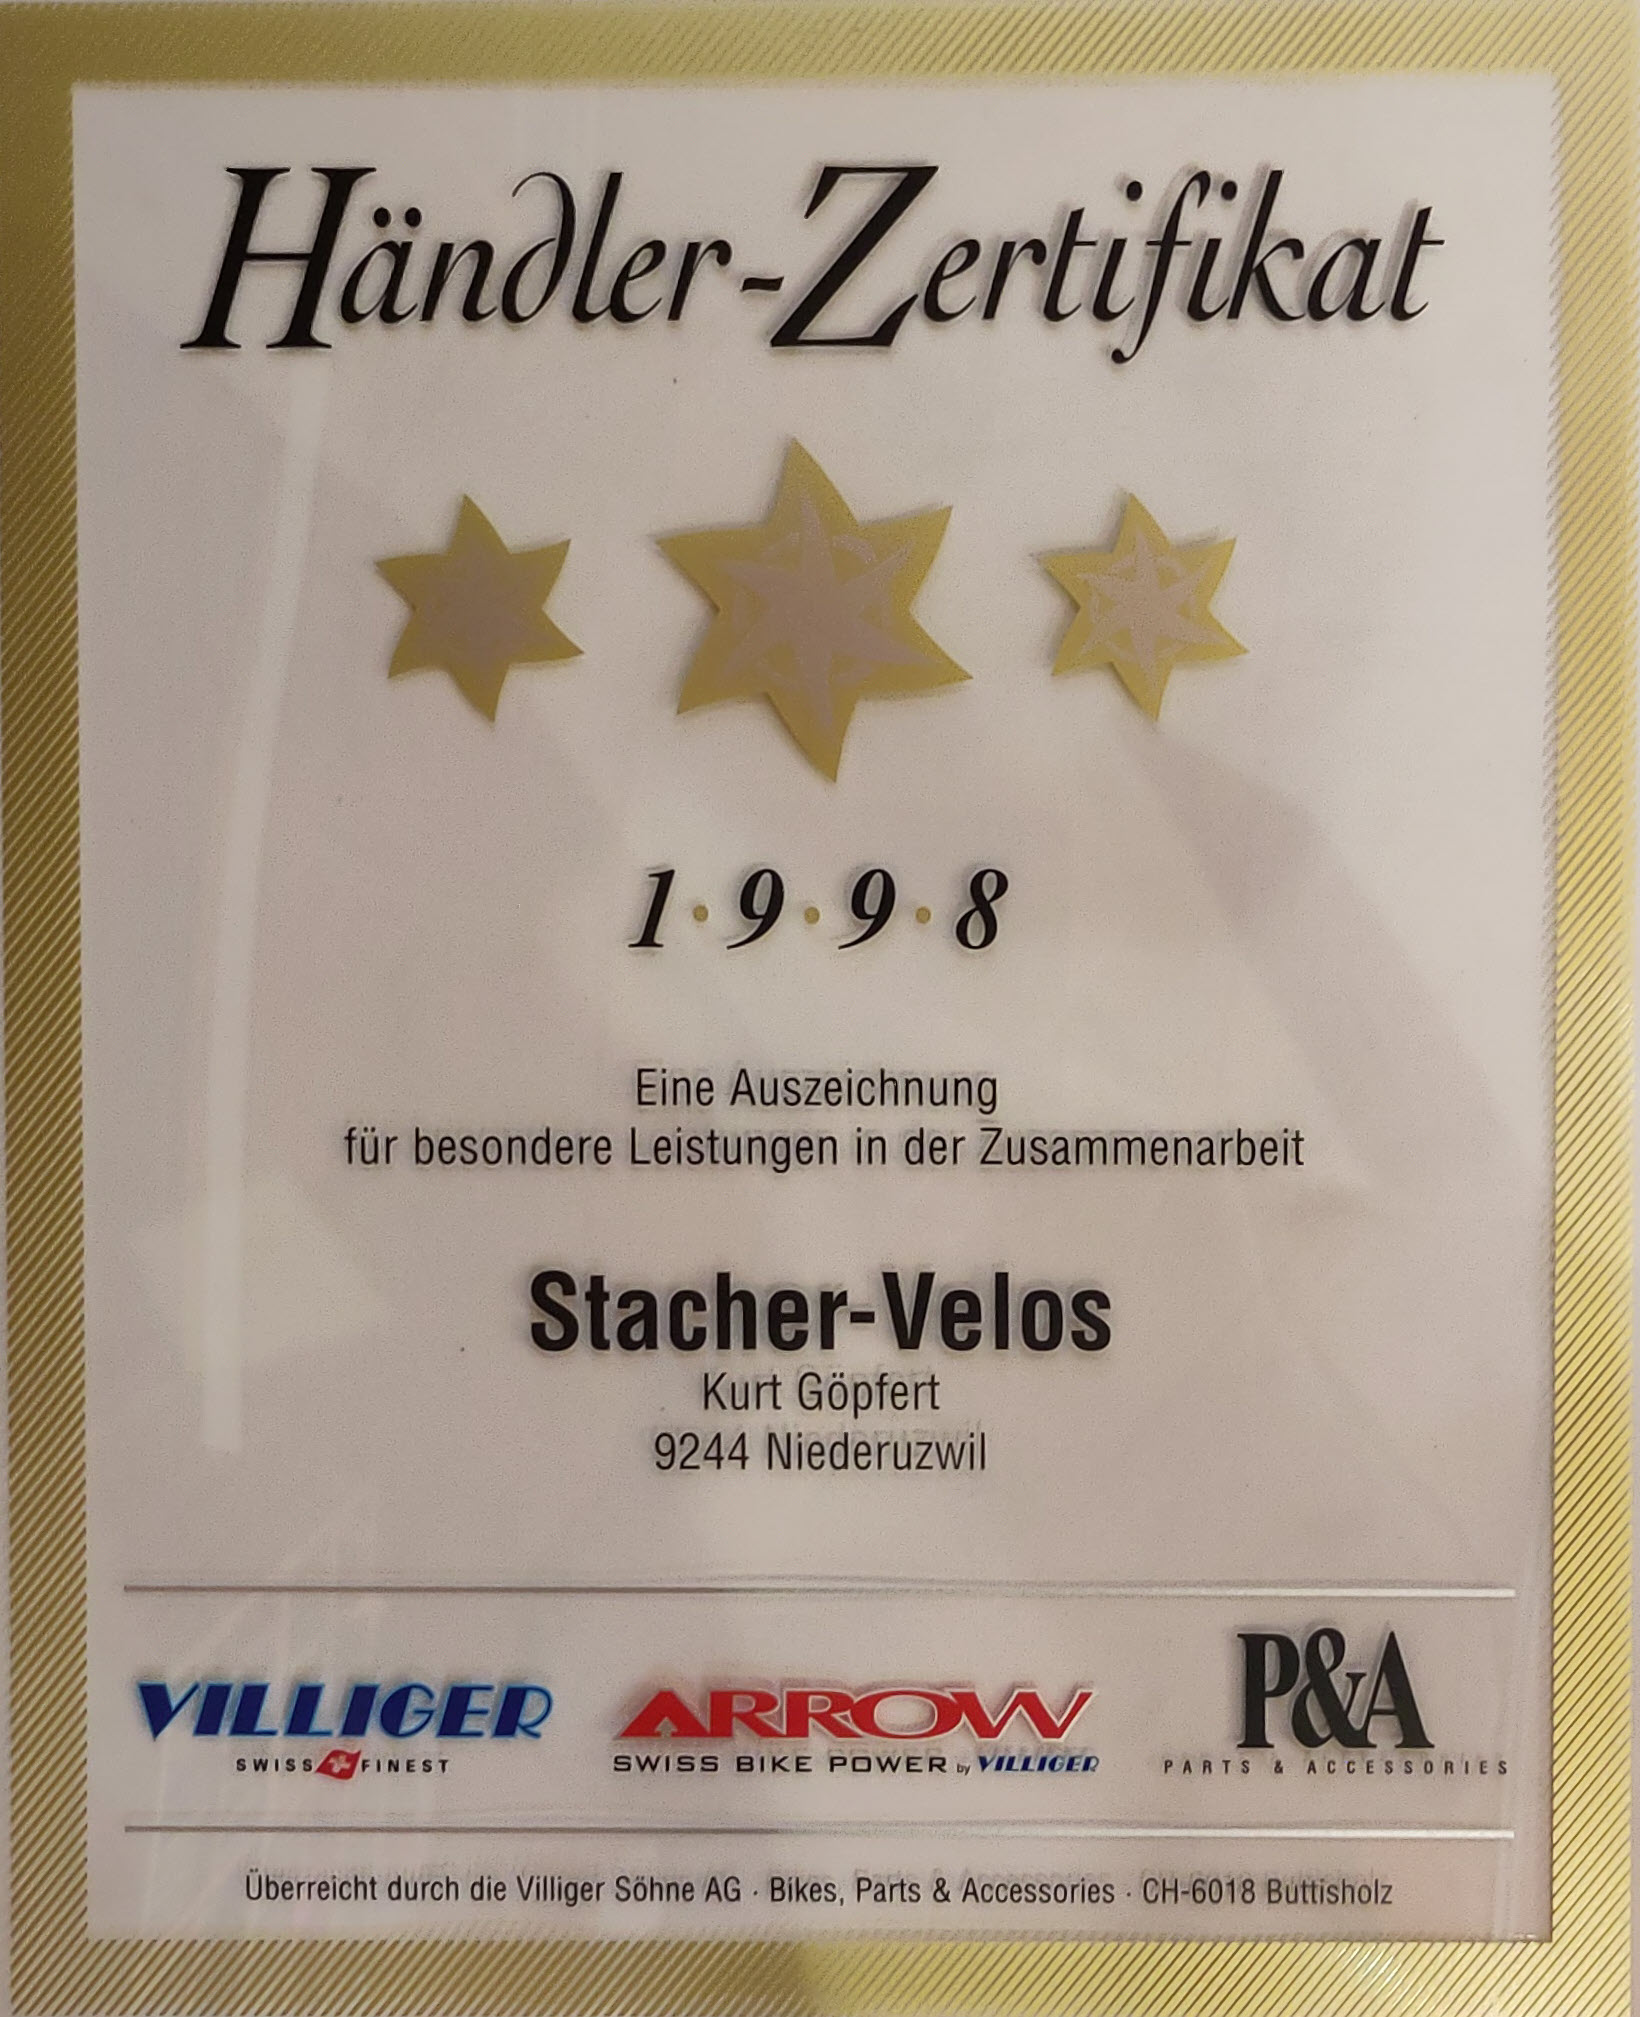 Händler-Zertifikat
1·9·9·8
Eine Auszeichnung
für besondere Leistungen in der Zusammenarbeit
Stacher-Velos
Kurt Göpfert
9244 Niederuzwil
VILLIGER
SWISS FINEST
ARROW
SWISS BIKE POWER by VILLIGER
P&A
PARTS & ACCESSORIES
Überreicht durch die Villiger Söhne AG · Bikes, Parts & Accessories · CH-6018 Buttisholz